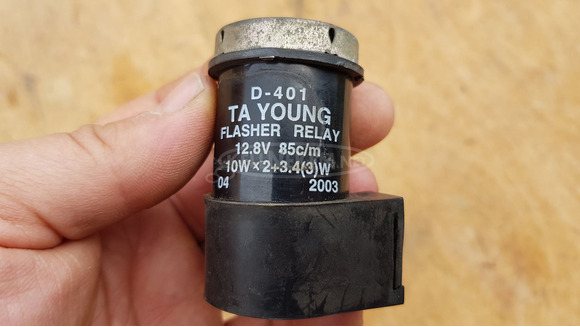 D-401
TA YOUNG
FLASHER RELAY
12.8V 85c/m
10W×2+3.4(3)W
04 2003